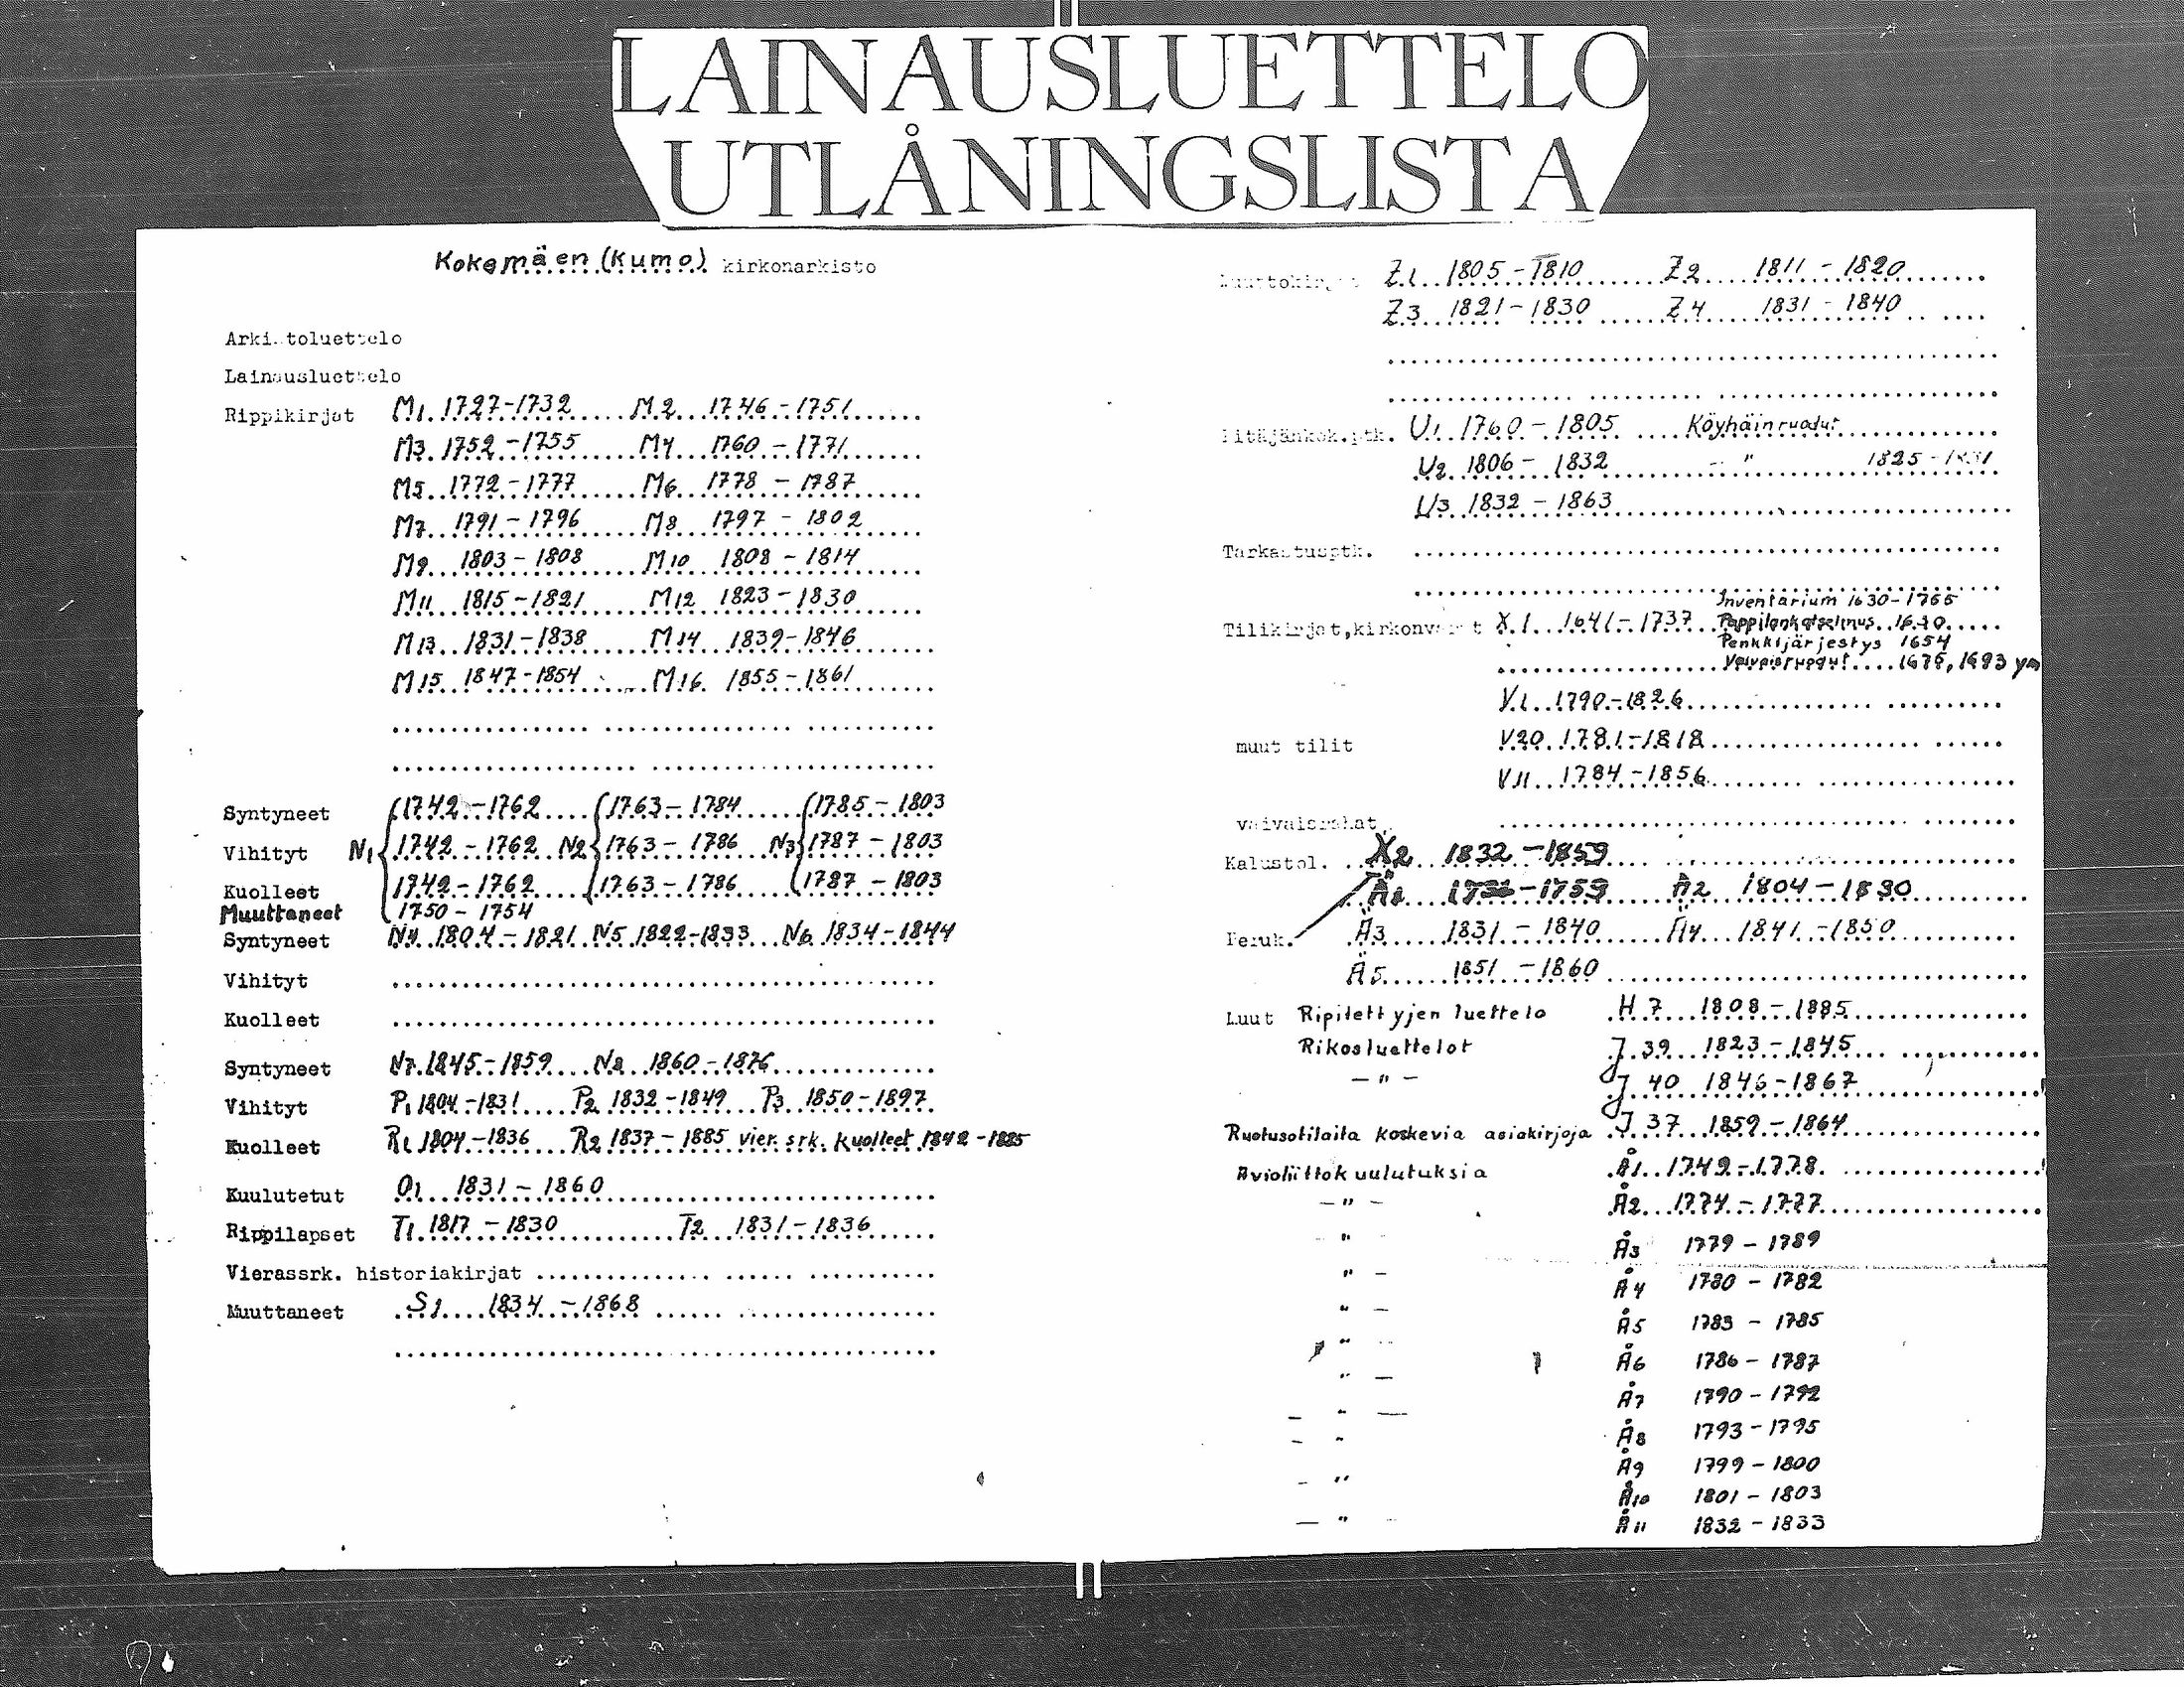 LAINAUSLUETTELO
UTLÅNINGSLISTA
Kokemäen (Kumo) kirkonarkisto
Arkistoluettelo
Lainausluettelo
Rippikirjat M1 1727-1732 M2 1746-1751
M3 1752-1755 M4 1760-1771
M5 1772-1777 M6 1778-1787
M7 1791-1796 M8 1797-1802
M9 1803-1808 M10 1808-1814
M11 1815-1821 M12 1823-1830
M13 1831-1838 M14 1839-1846
M15 1847-1854 M16 1855-1861
Syntyneet 1742-1762 1763-1784 1785-1803
Vihityt N1 1742-1762 N2 1763-1786 N3 1787-1803
Kuolleet 1742-1762 1763-1786 1787-1803
Muuttaneet 1750-1754
Syntyneet N4 1804-1821 N5 1822-1833 N6 1834-1844
Vihityt
Kuolleet
Syntyneet N7 1845-1859 N8 1860-1876
Vihityt P1 1804-1831 P2 1832-1849 P3 1850-1897
Kuolleet R1 1804-1836 R2 1837-1885 vier. srk. kuolleet 1842-1885
Kuulutetut O1 1831-1860
Rippilapset T1 1817-1830 T2 1831-1836
Vierassrk. historiakirjat
Muuttaneet S1 1834-1868
Muuttokirjat Z1 1805-1810 Z2 1811-1820
Z3 1821-1830 Z4 1831-1840
Pitäjänkok.ptk. U1 1760-1805 Köyhäinruodut
U2 1806-1832 - " 1825-1831
U3 1832-1863
Tarkastusptk.
Inventarium 1630-1765
Tilikirjat, kirkonvarat X1 1641-1737 Pappilankatselmus 1630
Penkkijärjestys 1654
Vaivaisruodut 1675, 1693 ym
V1 1790-1826
muut tilit V20 1781-1818
V11 1784-1856
vaivaisrahat
Kalustol. X2 1832-1859
Ä1 -1759 Ä2 1804-1830
Peruk. Ä3 1831-1840 Ä4 1841-1850
Ä5 1851-1860
Muut Ripitettyjen luettelo H7 1808-1885
Rikosluettelot J39 1823-1845
- " - J40 1846-1867
Ruotusotilaita koskevia asiakirjoja J37 1859-1864
Avioliittokuulutuksia Å1 1749-1778
- " - Å2 1774-1777
" Å3 1779-1789
" - Å4 1780-1782
" - Å5 1783-1785
" - Å6 1786-1787
" - Å7 1790-1792
- " - Å8 1793-1795
- " Å9 1799-1800
- " Å10 1801-1803
- " - Å11 1832-1833